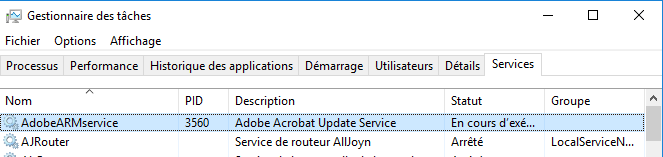 Gestionnaire des tâches
Fichier Options Affichage
Processus Performance Historique des applications Démarrage Utilisateurs Détails Services
Nom PID Description Statut Groupe
AdobeARMservice 3560 Adobe Acrobat Update Service En cours d'exé...
AJRouter Service de routeur AllJoyn Arrêté LocalServiceN...